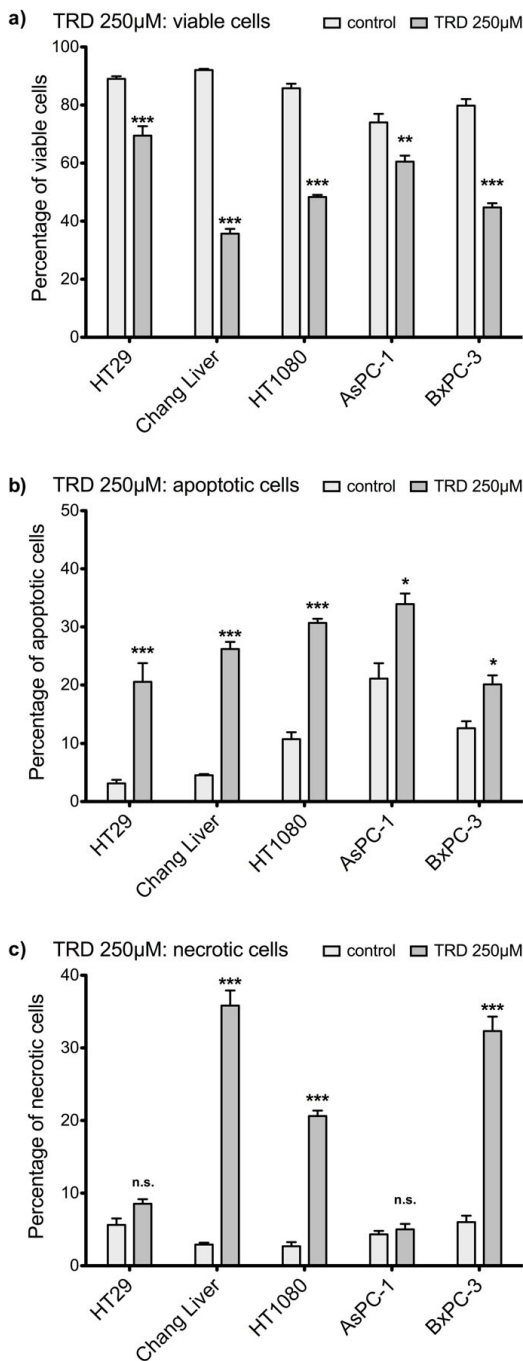 a) TRD 250µM: viable cells control TRD 250µM
Percentage of viable cells
100
80
60
40
20
0
*** *** *** ** ***
HT29 Chang Liver HT1080 AsPC-1 BxPC-3
b) TRD 250µM: apoptotic cells control TRD 250µM
Percentage of apoptotic cells
50
40
30
20
10
0
*** *** *** * *
HT29 Chang Liver HT1080 AsPC-1 BxPC-3
c) TRD 250µM: necrotic cells control TRD 250µM
Percentage of necrotic cells
40
30
20
10
0
n.s. *** *** n.s. ***
HT29 Chang Liver HT1080 AsPC-1 BxPC-3